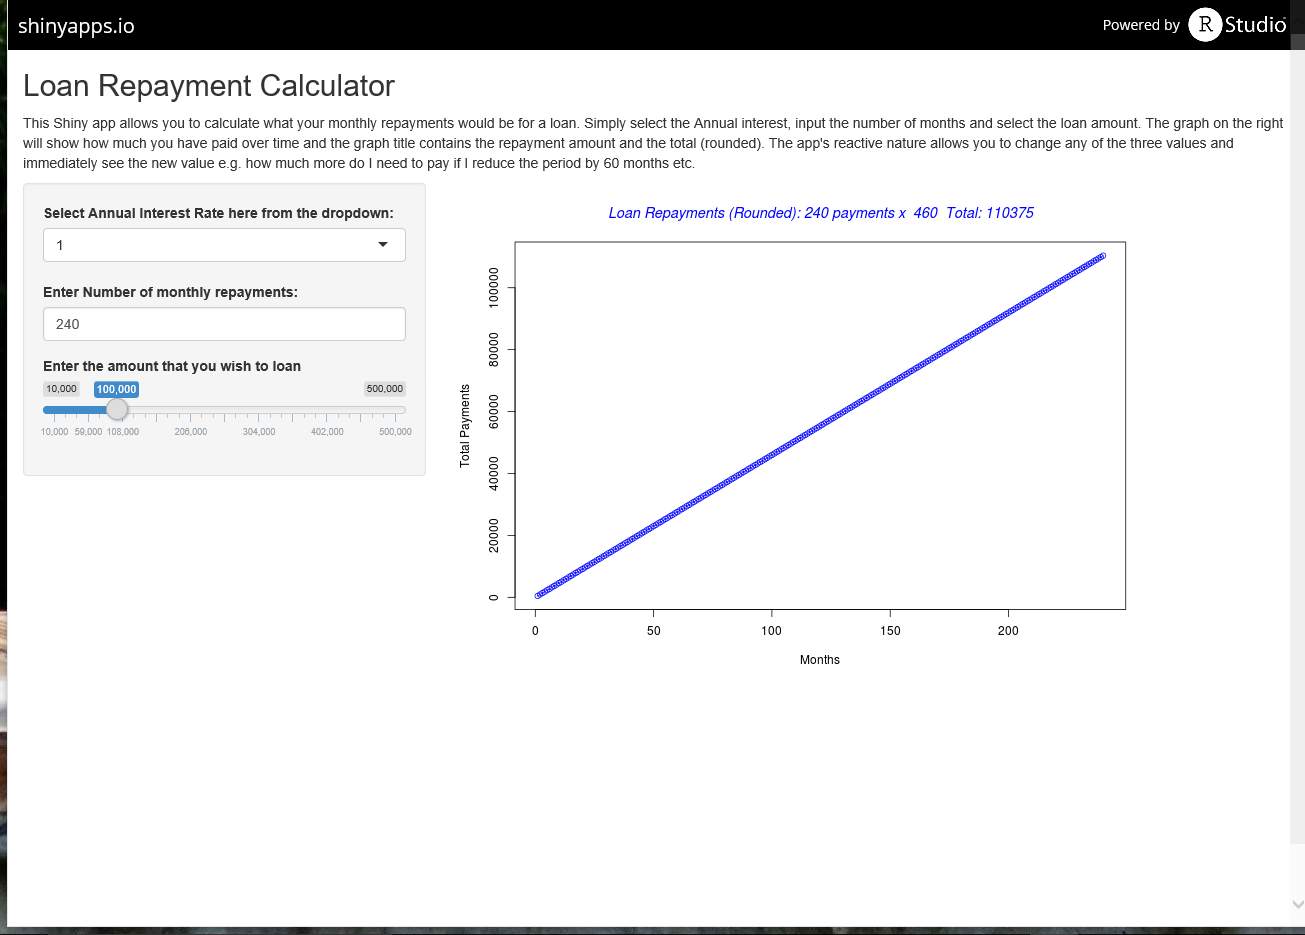 shinyapps.io
Powered by R Studio
Loan Repayment Calculator
This Shiny app allows you to calculate what your monthly repayments would be for a loan. Simply select the Annual interest, input the number of months and select the loan amount. The graph on the right
will show how much you have paid over time and the graph title contains the repayment amount and the total (rounded). The app's reactive nature allows you to change any of the three values and
immediately see the new value e.g. how much more do I need to pay if I reduce the period by 60 months etc.
Select Annual Interest Rate here from the dropdown:
1
Enter Number of monthly repayments:
240
Enter the amount that you wish to loan
10,000 100,000 500,000
10,000 59,000 108,000 206,000 304,000 402,000 500,000
Loan Repayments (Rounded): 240 payments x 460 Total: 110375
Total Payments
100000
80000
60000
40000
20000
0
0 50 100 150 200
Months